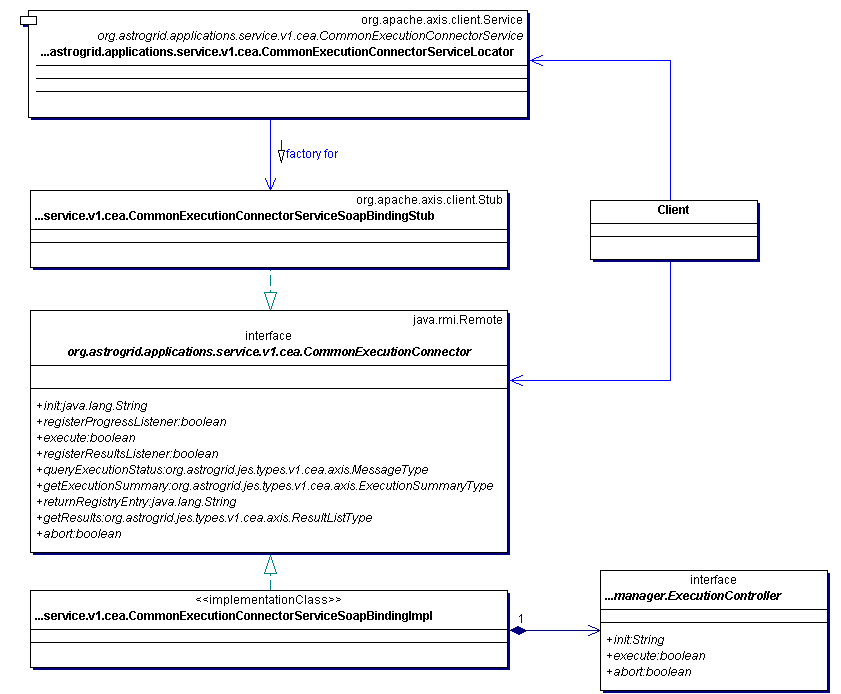 org.apache.axis.client.Service
org.astrogrid.applications.service.v1.cea.CommonExecutionConnectorService
...astrogrid.applications.service.v1.cea.CommonExecutionConnectorServiceLocator
factory for
org.apache.axis.client.Stub
...service.v1.cea.CommonExecutionConnectorServiceSoapBindingStub
Client
java.rmi.Remote
interface
org.astrogrid.applications.service.v1.cea.CommonExecutionConnector
+init:java.lang.String
+registerProgressListener:boolean
+execute:boolean
+registerResultsListener:boolean
+queryExecutionStatus:org.astrogrid.jes.types.v1.cea.axis.MessageType
+getExecutionSummary:org.astrogrid.jes.types.v1.cea.axis.ExecutionSummaryType
+returnRegistryEntry:java.lang.String
+getResults:org.astrogrid.jes.types.v1.cea.axis.ResultListType
+abort:boolean
<<implementationClass>>
...service.v1.cea.CommonExecutionConnectorServiceSoapBindingImpl
1
interface
...manager.ExecutionController
+init:String
+execute:boolean
+abort:boolean